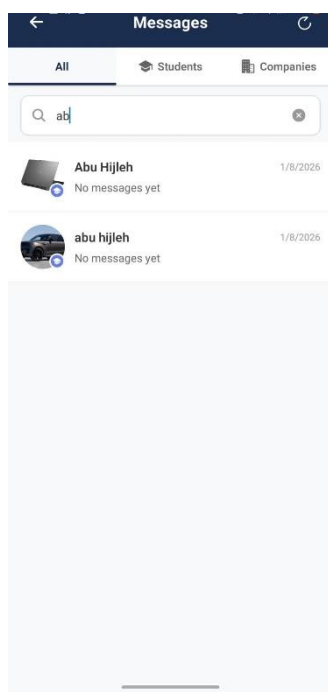 Messages
All Students Companies
ab
Abu Hijleh 1/8/2026
No messages yet
abu hijleh 1/8/2026
No messages yet